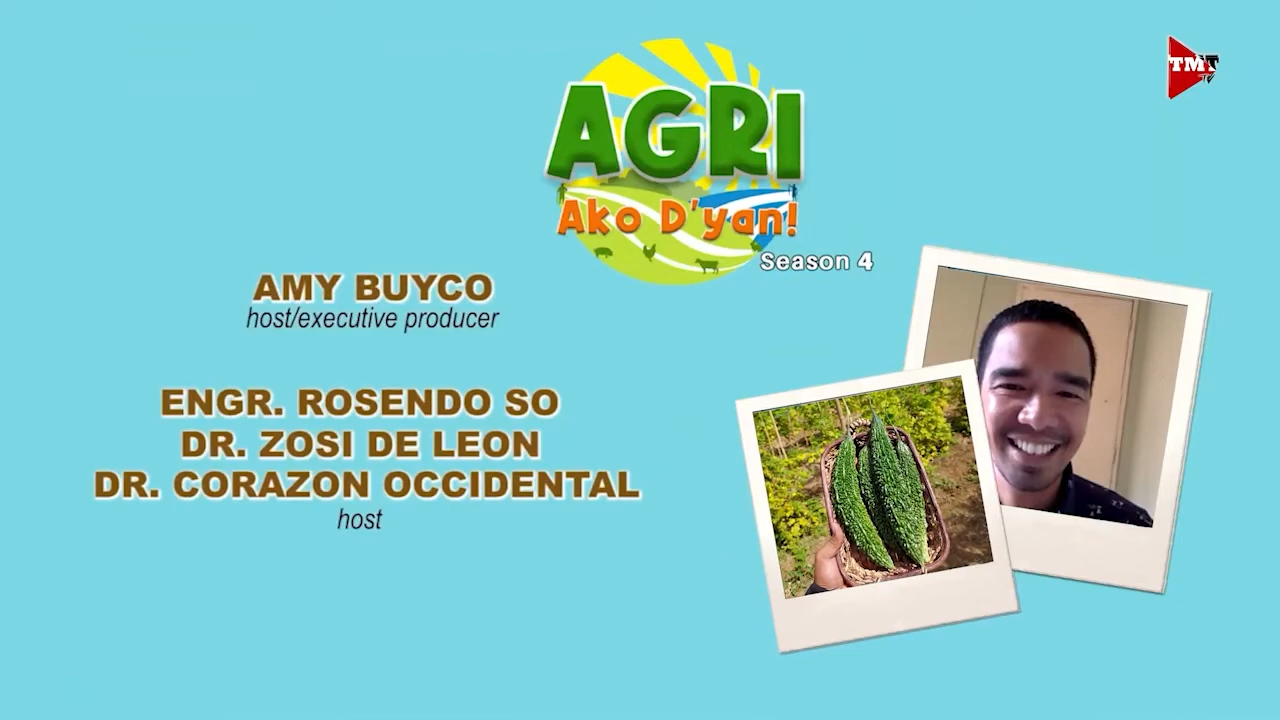 TMT
AGRI
Ako D'yan!
Season 4
AMY BUYCO
host/executive producer
ENGR. ROSENDO SO
DR. ZOSI DE LEON
DR. CORAZON OCCIDENTAL
host